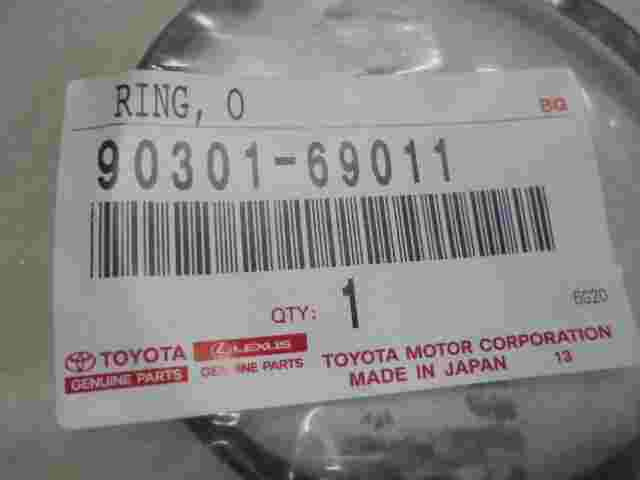 RING, O
BG
90301-69011
QTY: 1
6G20
TOYOTA
GENUINE PARTS
LEXUS
GENUINE PARTS
TOYOTA MOTOR CORPORATION
MADE IN JAPAN 13